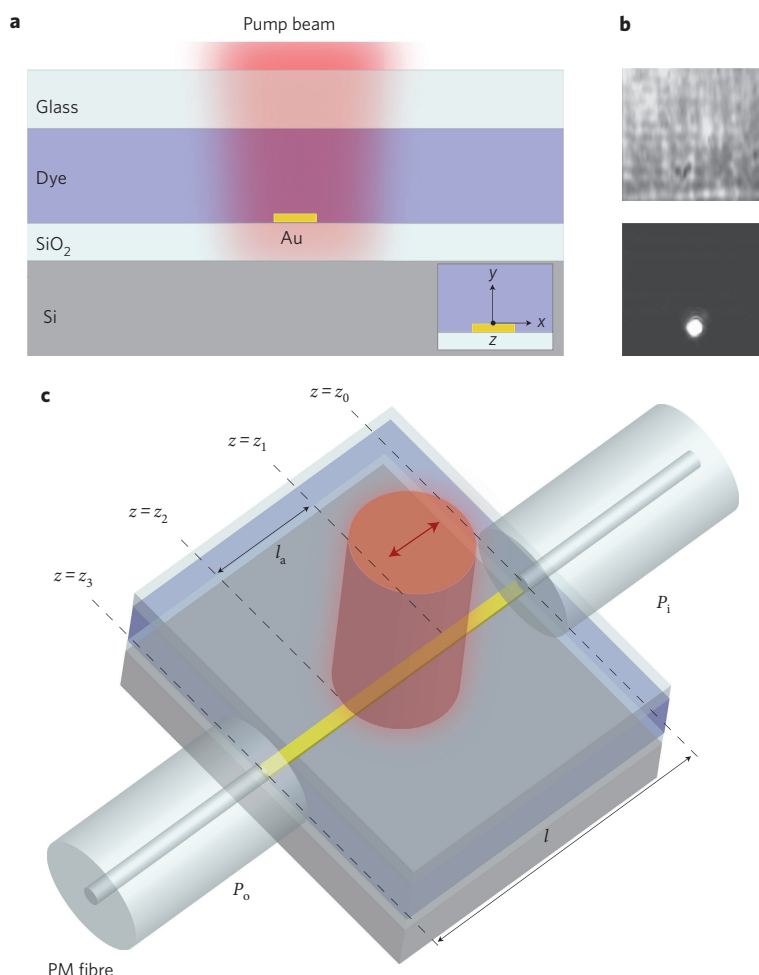 a
Pump beam
b
Glass
Dye
Au
SiO₂
Si
y
x
z
c
z = z₀
z = z₁
z = z₂
lₐ
z = z₃
Pᵢ
l
Pₒ
PM fibre